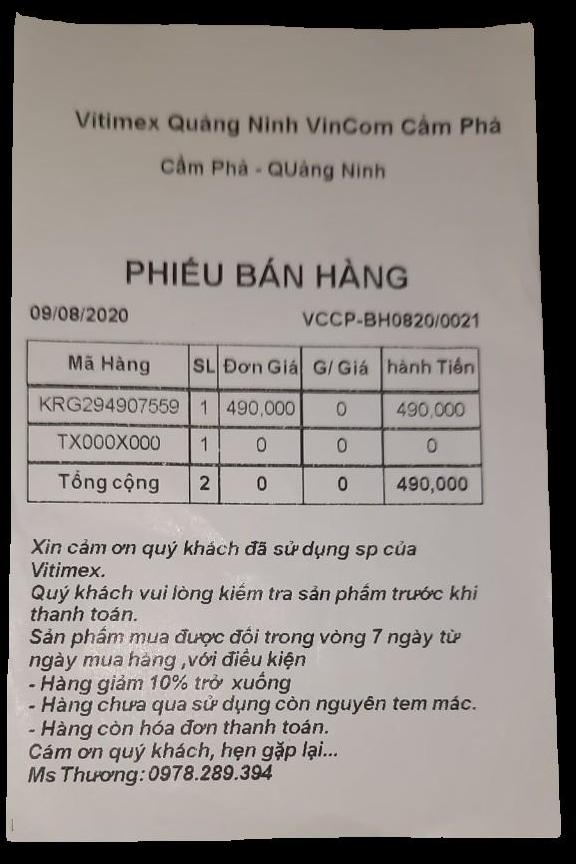 Vitimex Quảng Ninh VinCom Cẩm Phả
Cẩm Phả - QUảng Ninh
PHIẾU BÁN HÀNG
09/08/2020 VCCP-BH0820/0021
Mã Hàng SL Đơn Giá G/ Giá hành Tiền
KRG294907559 1 490,000 0 490,000
TX000X000 1 0 0 0
Tổng cộng 2 0 0 490,000
Xin cảm ơn quý khách đã sử dụng sp của
Vitimex.
Quý khách vui lòng kiểm tra sản phẩm trước khi
thanh toán.
Sản phẩm mua được đổi trong vòng 7 ngày từ
ngày mua hàng ,với điều kiện
- Hàng giảm 10% trở xuống
- Hàng chưa qua sử dụng còn nguyên tem mác.
- Hàng còn hóa đơn thanh toán.
Cám ơn quý khách, hẹn gặp lại...
Ms Thương: 0978.289.394